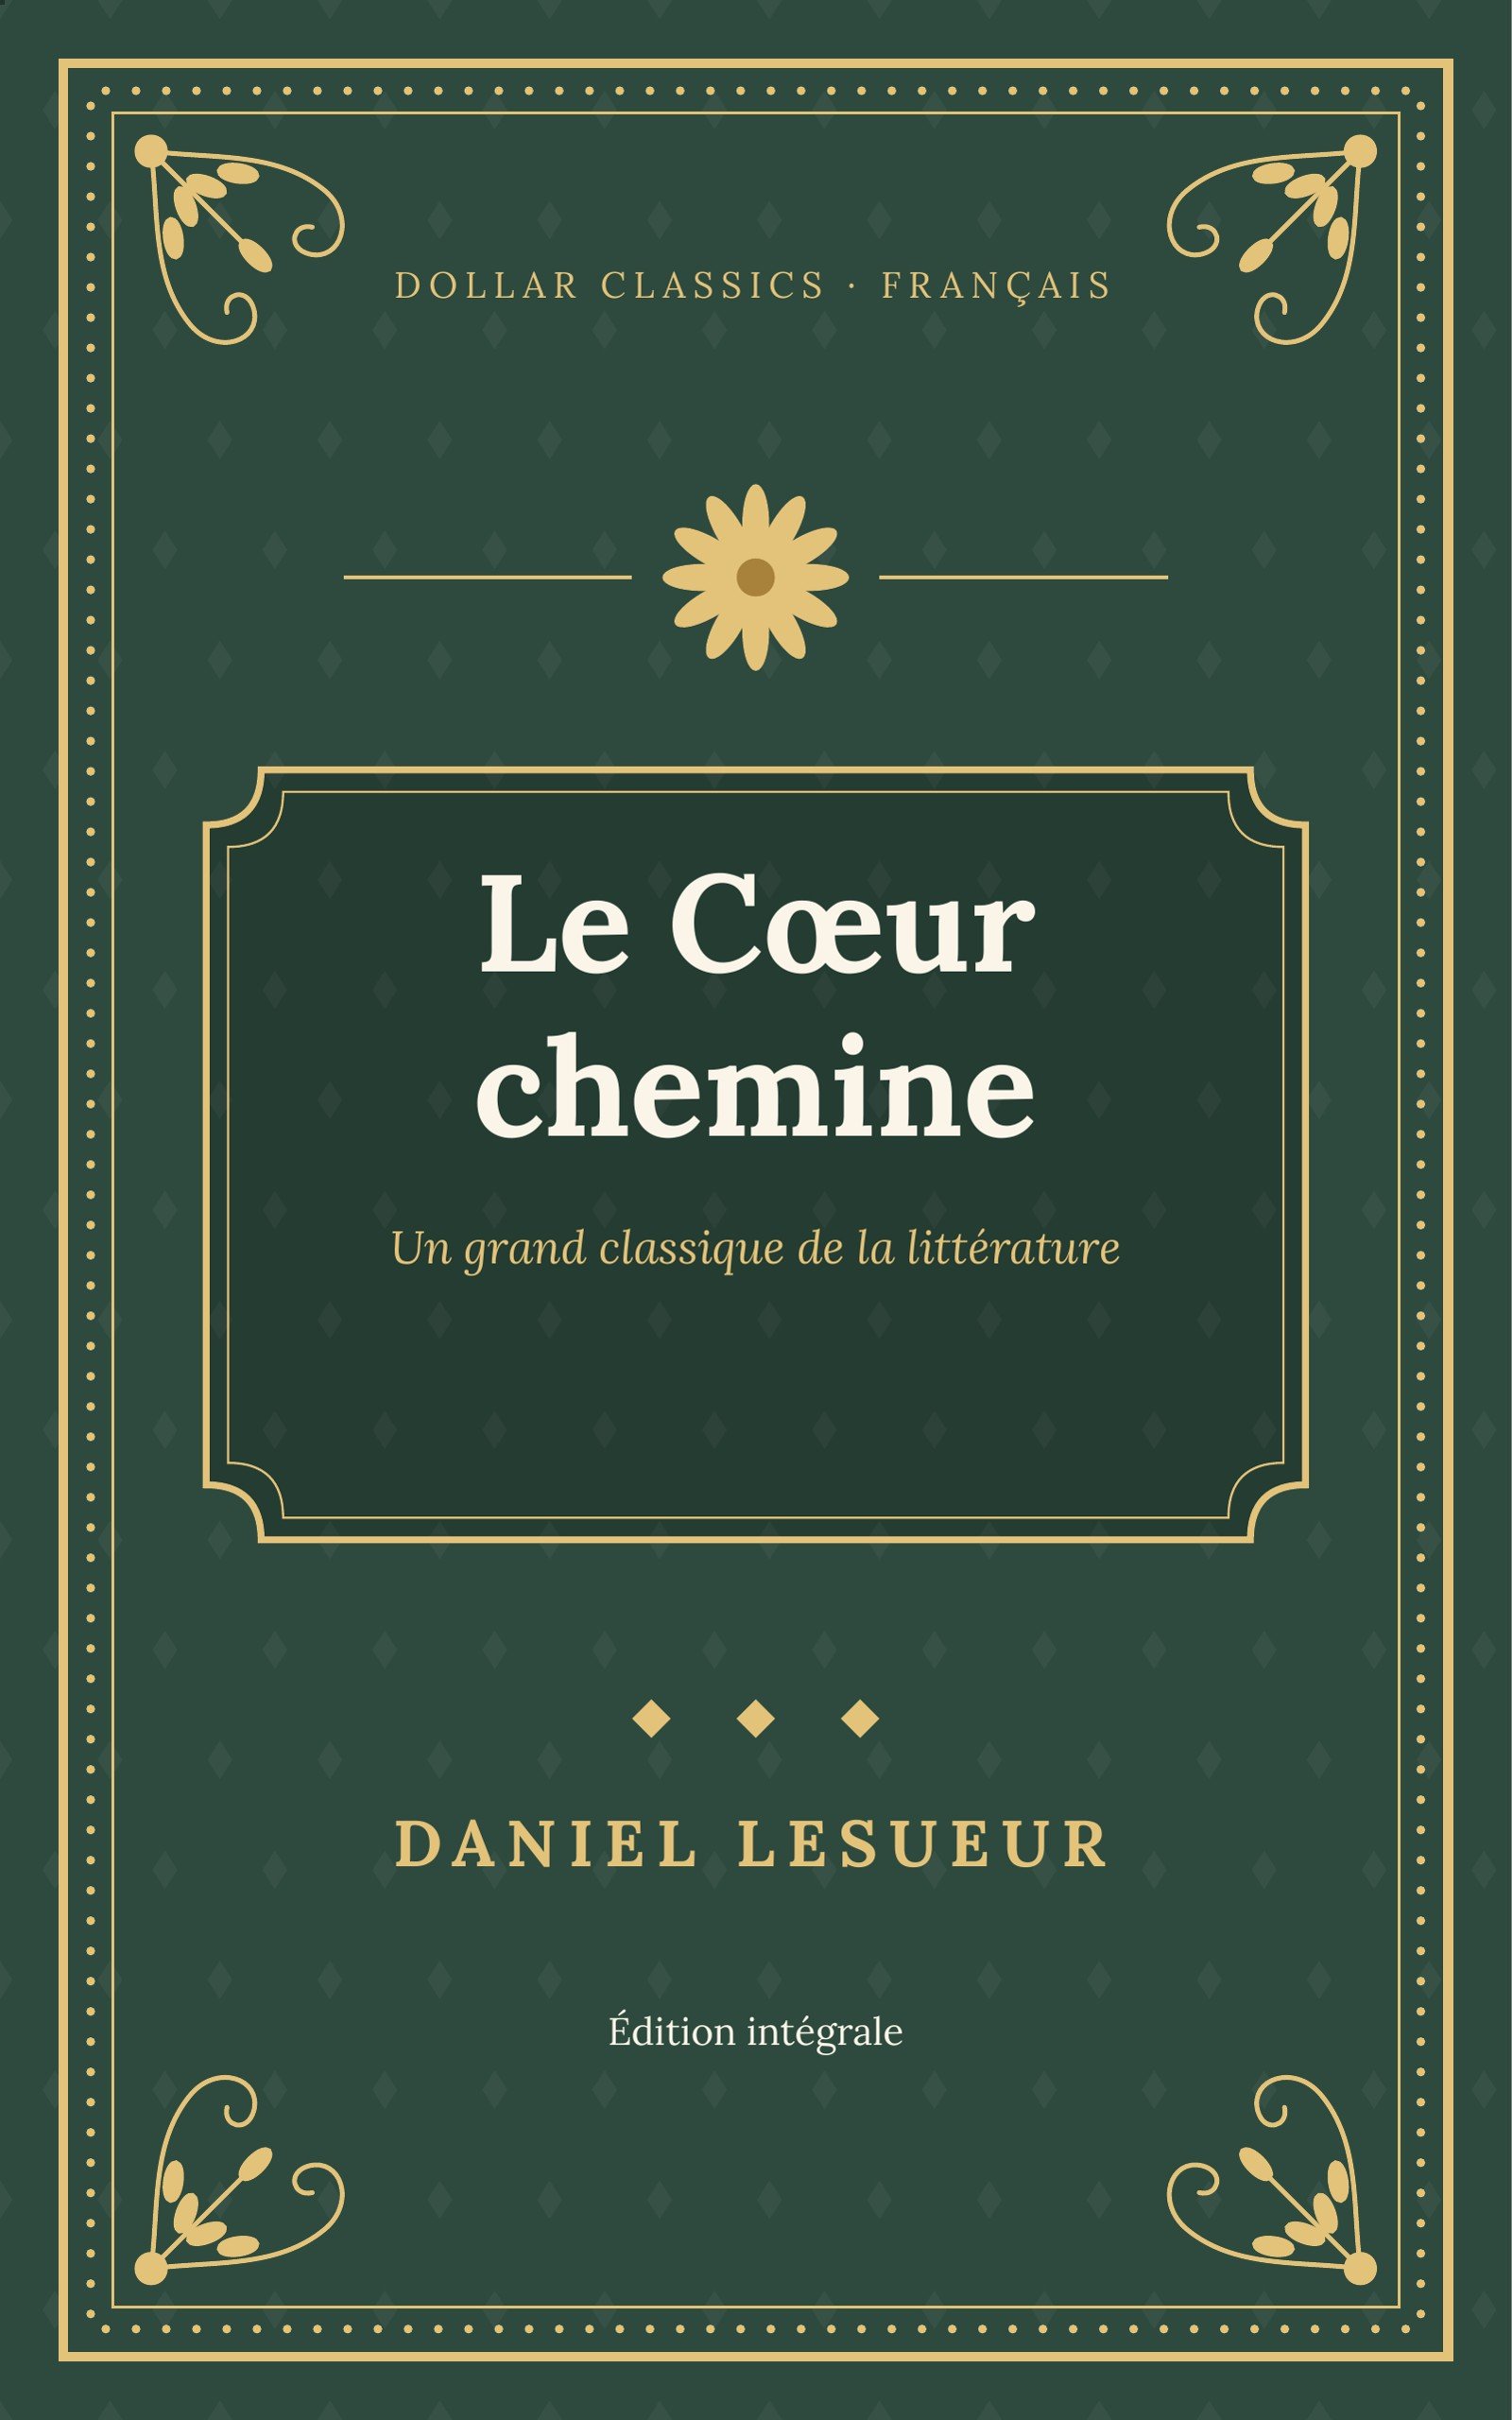 DOLLAR CLASSICS · FRANÇAIS
Le Cœur
chemine
Un grand classique de la littérature
DANIEL LESUEUR
Édition intégrale